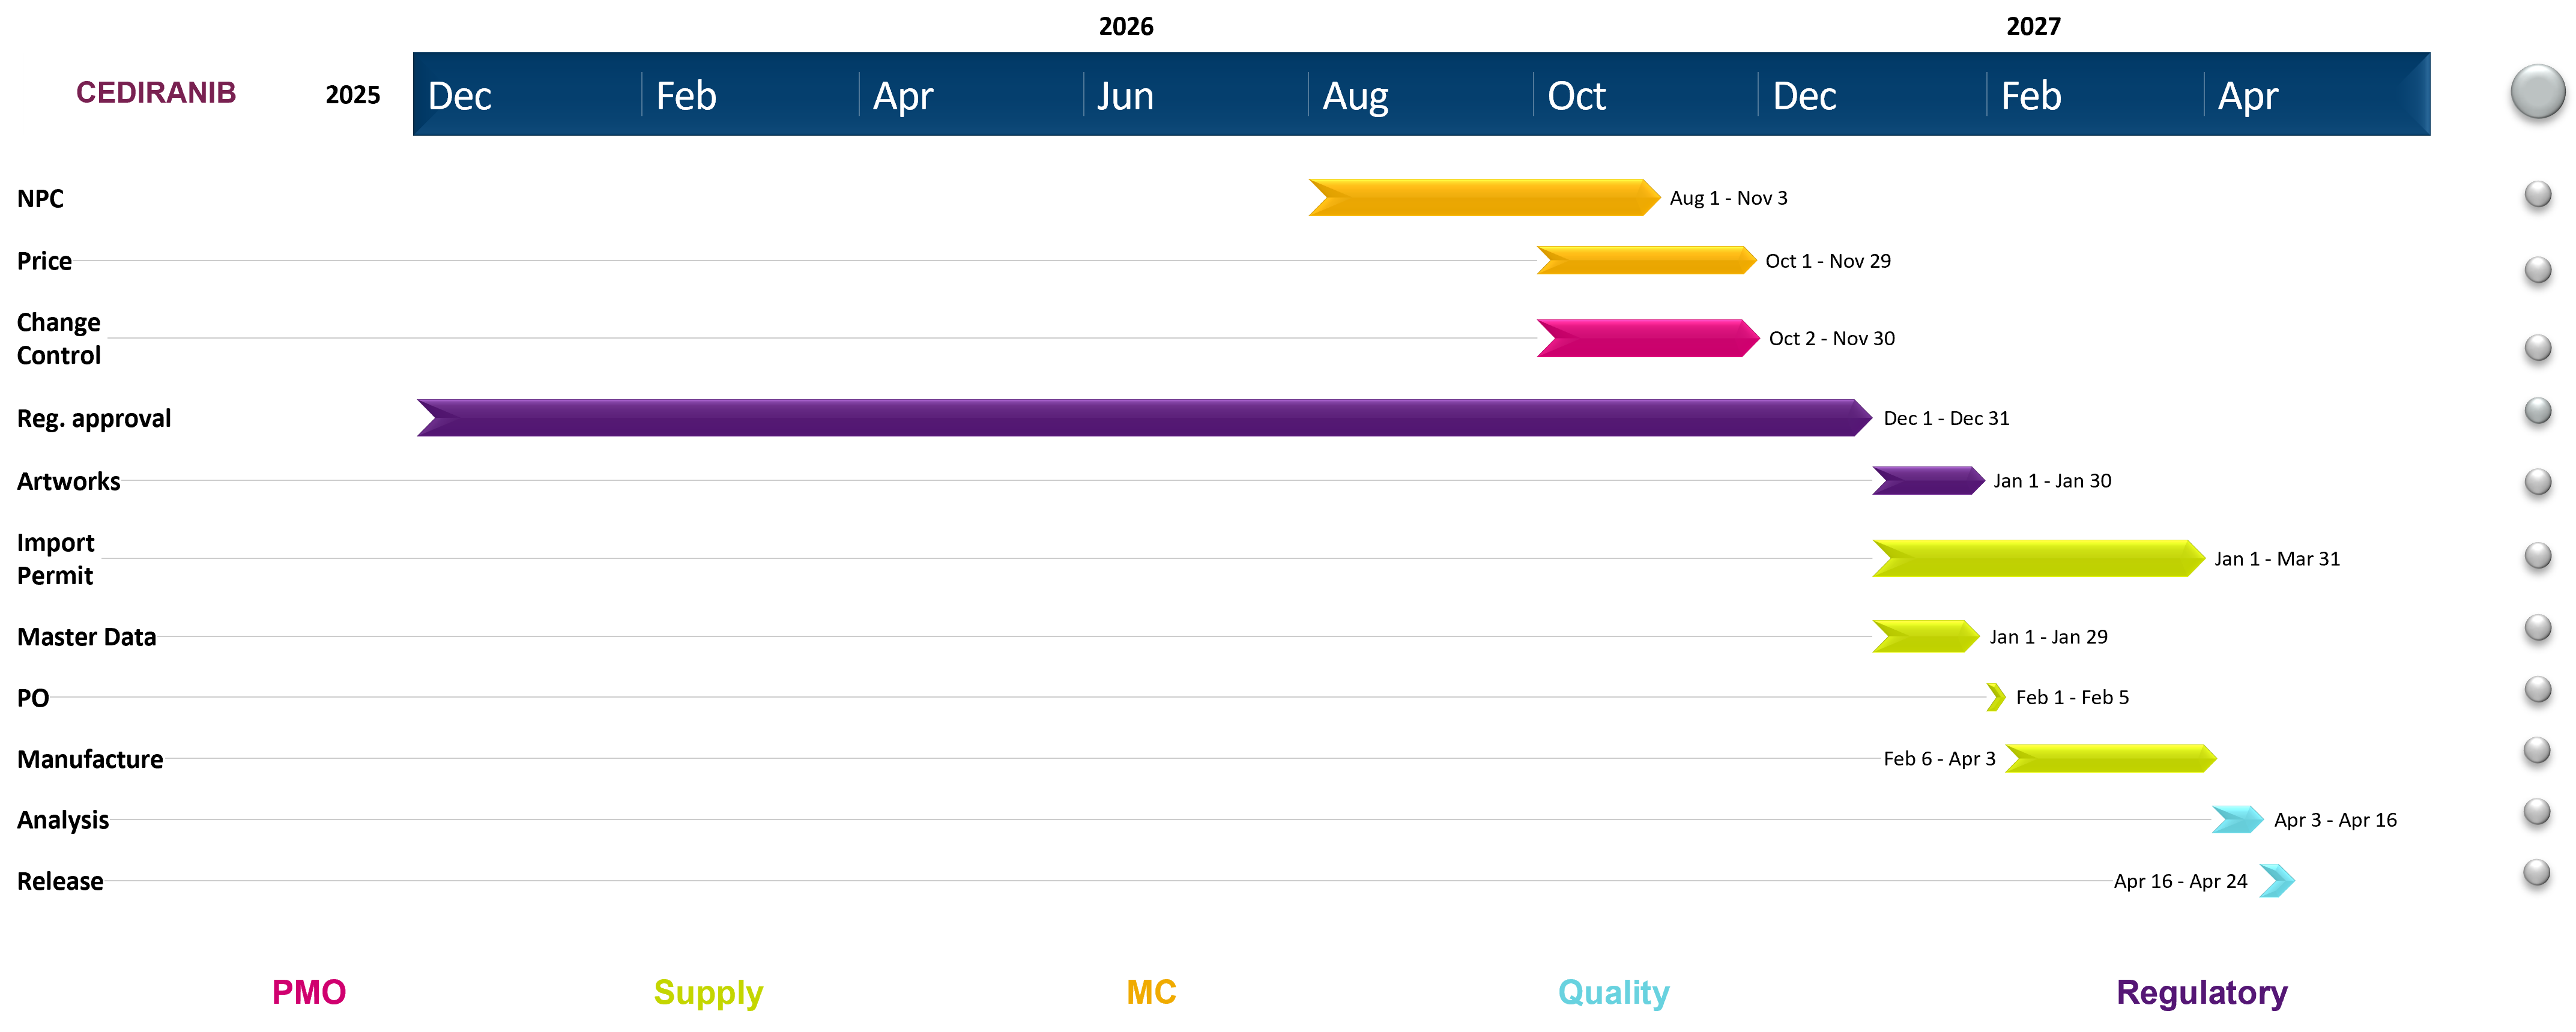 2026
2027
CEDIRANIB
2025
Dec
Feb
Apr
Jun
Aug
Oct
Dec
Feb
Apr
NPC
Aug 1 - Nov 3
Price
Oct 1 - Nov 29
Change
Control
Oct 2 - Nov 30
Reg. approval
Dec 1 - Dec 31
Artworks
Jan 1 - Jan 30
Import
Permit
Jan 1 - Mar 31
Master Data
Jan 1 - Jan 29
PO
Feb 1 - Feb 5
Manufacture
Feb 6 - Apr 3
Analysis
Apr 3 - Apr 16
Release
Apr 16 - Apr 24
PMO
Supply
MC
Quality
Regulatory